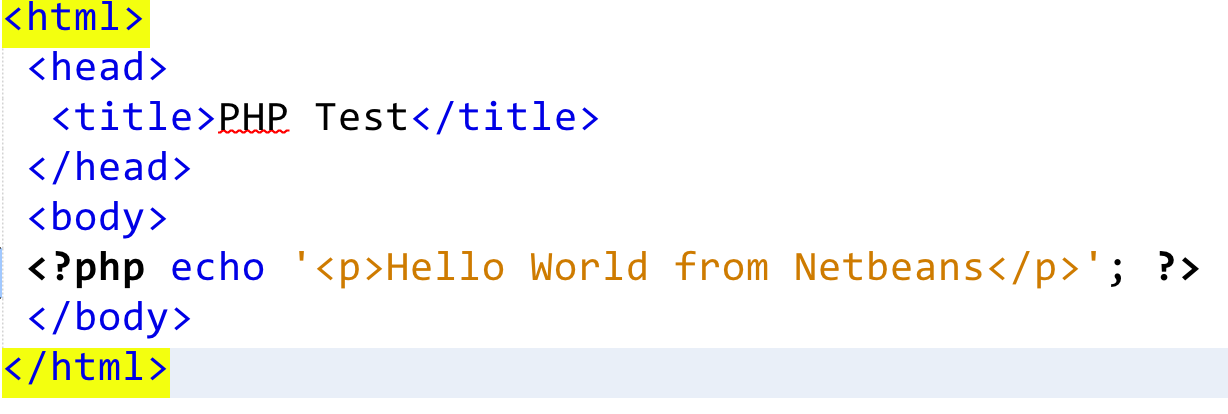 <html>
<head>
<title>PHP Test</title>
</head>
<body>
<?php echo '<p>Hello World from Netbeans</p>'; ?>
</body>
</html>